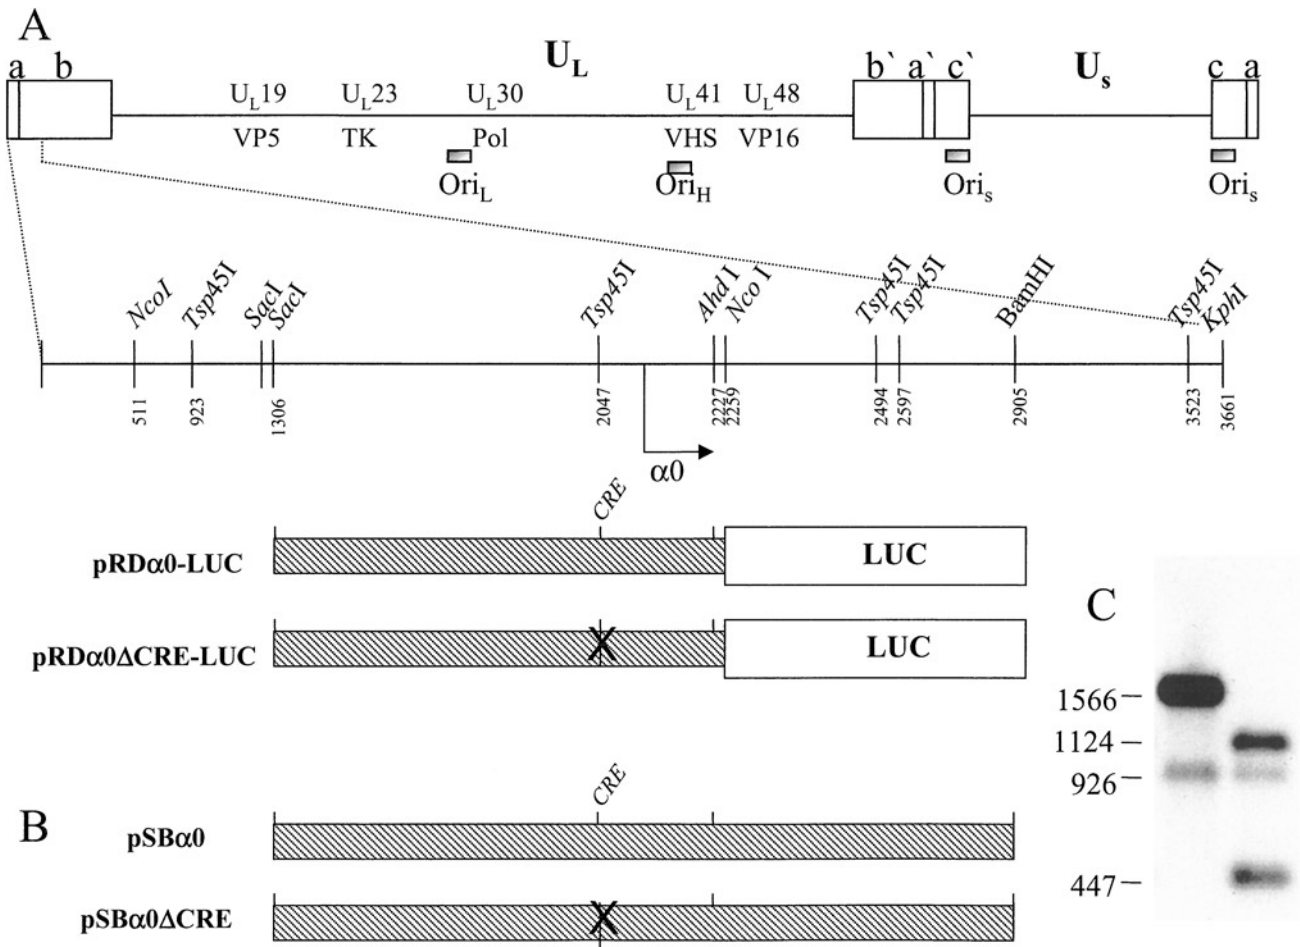 A
U_L
U_s
a b
b` a` c`
c a
U_L19 U_L23 U_L30 U_L41 U_L48
VP5 TK Pol VHS VP16
Ori_L Ori_H Ori_s Ori_s
NcoI Tsp45I SacI SacI Tsp45I Ahd I Nco I Tsp45I Tsp45I BamHI Tsp45I KphI
511 923 1306 2047 2227 2259 2494 2597 2905 3523 3661
α0
CRE
pRDα0-LUC LUC
pRDα0ΔCRE-LUC X LUC
C
1566
1124
926
447
B
CRE
pSBα0
pSBα0ΔCRE X